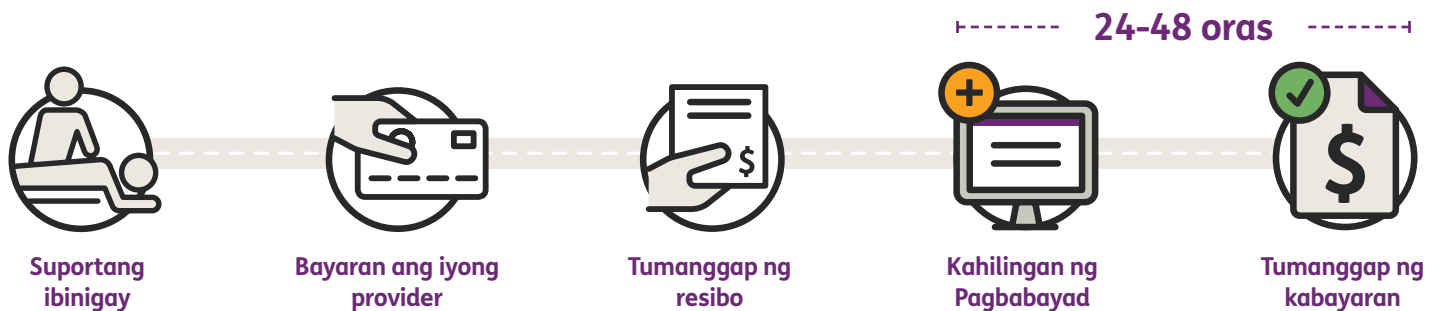 24-48 oras
Suportang
ibinigay
Bayaran ang iyong
provider
$
Tumanggap ng
resibo
Kahilingan ng
Pagbabayad
$
Tumanggap ng
kabayaran